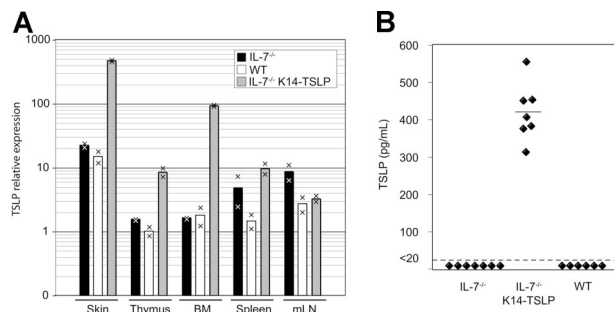 A
TSLP relative expression
1000
100
10
1
0
IL-7-/-
WT
IL-7-/- K14-TSLP
Skin
Thymus
BM
Spleen
mLN
B
TSLP (pg/mL)
600
500
400
300
200
100
<20
IL-7-/-
IL-7-/-
K14-TSLP
WT